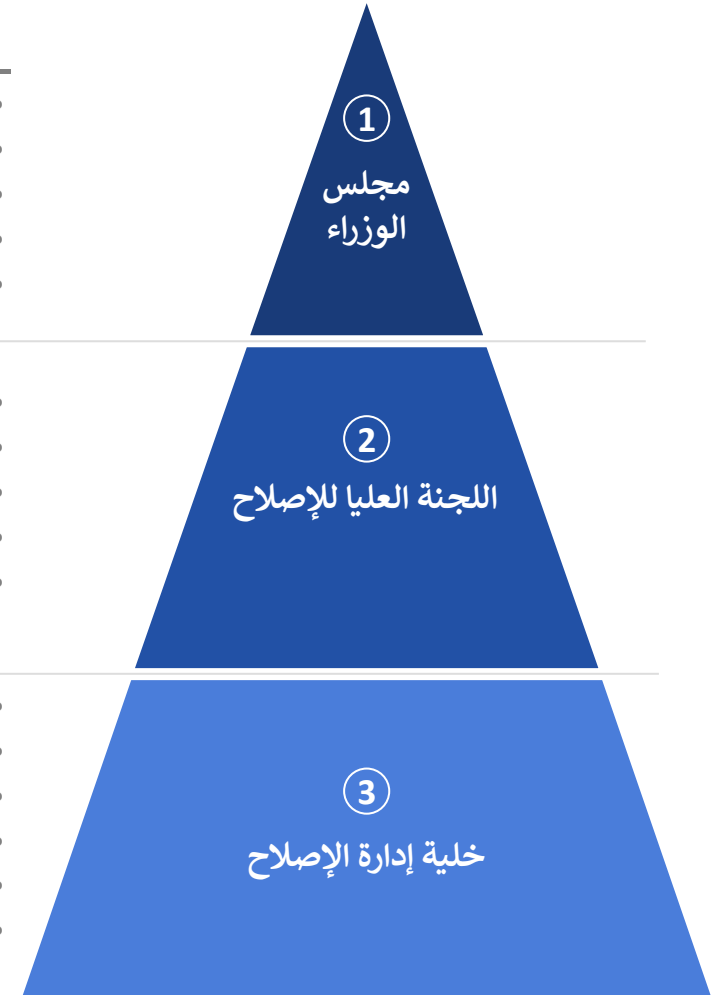 1
مجلس
الوزراء
2
اللجنة العليا للإصلاح
3
خلية إدارة الإصلاح